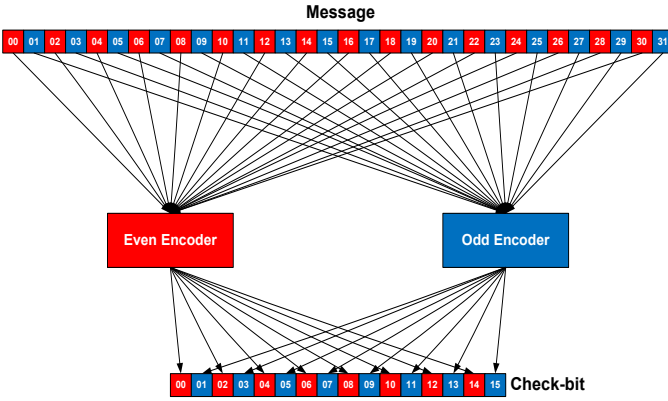 Message
00 01 02 03 04 05 06 07 08 09 10 11 12 13 14 15 16 17 18 19 20 21 22 23 24 25 26 27 28 29 30 31
Even Encoder Odd Encoder
00 01 02 03 04 05 06 07 08 09 10 11 12 13 14 15 Check-bit